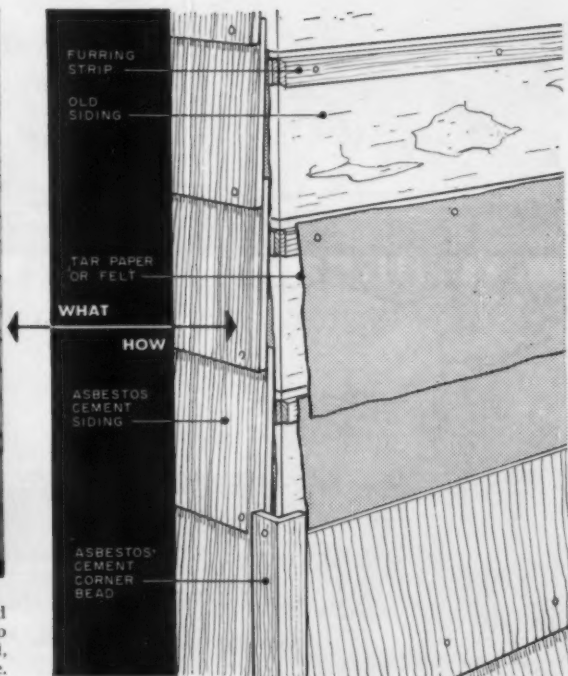 FURRING
STRIP
OLD
SIDING
TAR PAPER
OR FELT
WHAT
HOW
ASBESTOS
CEMENT
SIDING
ASBESTOS-
CEMENT
CORNER
BEAD